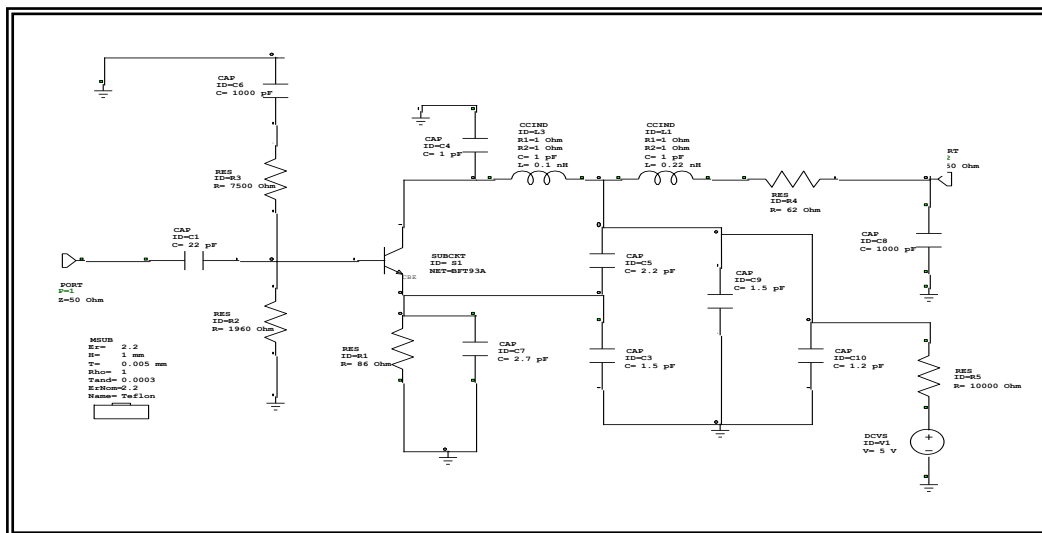 CAP
ID=C6
C= 1000 pF
RES
ID=R3
R= 7500 Ohm
CAP
ID=C1
C= 22 pF
PORT
P=1
Z=50 Ohm
RES
ID=R2
R= 1960 Ohm
MSUB
Er= 2.2
H= 1 mm
T= 0.005 mm
Rho= 1
Tand= 0.0003
ErNom=2.2
Name= Teflon
CAP
ID=C4
C= 1 pF
CCIND
ID=L3
R1=1 Ohm
R2=1 Ohm
C= 1 pF
L= 0.1 nH
CCIND
ID=L1
R1=1 Ohm
R2=1 Ohm
C= 1 pF
L= 0.22 nH
RES
ID=R4
R= 62 Ohm
RT
2
50 Ohm
CAP
ID=C8
C= 1000 pF
SUBCKT
ID= S1
NET=BFT93A
CAP
ID=C5
C= 2.2 pF
CAP
ID=C9
C= 1.5 pF
RES
ID=R1
R= 86 Ohm
CAP
ID=C7
C= 2.7 pF
CAP
ID=C3
C= 1.5 pF
CAP
ID=C10
C= 1.2 pF
RES
ID=R5
R= 10000 Ohm
DCVS
ID=V1
V= 5 V